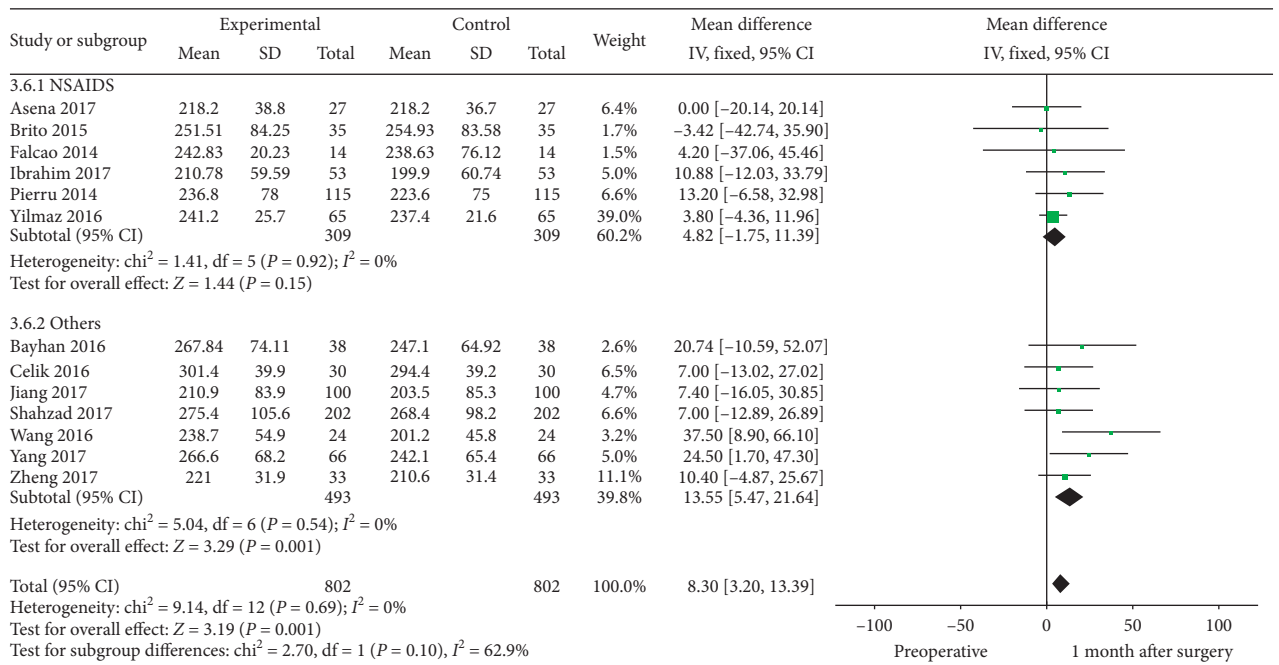 Study or subgroup Experimental Control Weight Mean difference Mean difference
Mean SD Total Mean SD Total IV, fixed, 95% CI IV, fixed, 95% CI
3.6.1 NSAIDS
Asena 2017 218.2 38.8 27 218.2 36.7 27 6.4% 0.00 [–20.14, 20.14]
Brito 2015 251.51 84.25 35 254.93 83.58 35 1.7% –3.42 [–42.74, 35.90]
Falcao 2014 242.83 20.23 14 238.63 76.12 14 1.5% 4.20 [–37.06, 45.46]
Ibrahim 2017 210.78 59.59 53 199.9 60.74 53 5.0% 10.88 [–12.03, 33.79]
Pierru 2014 236.8 78 115 223.6 75 115 6.6% 13.20 [–6.58, 32.98]
Yilmaz 2016 241.2 25.7 65 237.4 21.6 65 39.0% 3.80 [–4.36, 11.96]
Subtotal (95% CI) 309 309 60.2% 4.82 [–1.75, 11.39]
Heterogeneity: chi² = 1.41, df = 5 (P = 0.92); I² = 0%
Test for overall effect: Z = 1.44 (P = 0.15)
3.6.2 Others
Bayhan 2016 267.84 74.11 38 247.1 64.92 38 2.6% 20.74 [–10.59, 52.07]
Celik 2016 301.4 39.9 30 294.4 39.2 30 6.5% 7.00 [–13.02, 27.02]
Jiang 2017 210.9 83.9 100 203.5 85.3 100 4.7% 7.40 [–16.05, 30.85]
Shahzad 2017 275.4 105.6 202 268.4 98.2 202 6.6% 7.00 [–12.89, 26.89]
Wang 2016 238.7 54.9 24 201.2 45.8 24 3.2% 37.50 [8.90, 66.10]
Yang 2017 266.6 68.2 66 242.1 65.4 66 5.0% 24.50 [1.70, 47.30]
Zheng 2017 221 31.9 33 210.6 31.4 33 11.1% 10.40 [–4.87, 25.67]
Subtotal (95% CI) 493 493 39.8% 13.55 [5.47, 21.64]
Heterogeneity: chi² = 5.04, df = 6 (P = 0.54); I² = 0%
Test for overall effect: Z = 3.29 (P = 0.001)
Total (95% CI) 802 802 100.0% 8.30 [3.20, 13.39]
Heterogeneity: chi² = 9.14, df = 12 (P = 0.69); I² = 0%
Test for overall effect: Z = 3.19 (P = 0.001)
Test for subgroup differences: chi² = 2.70, df = 1 (P = 0.10), I² = 62.9%
–100 –50 0 50 100
Preoperative 1 month after surgery